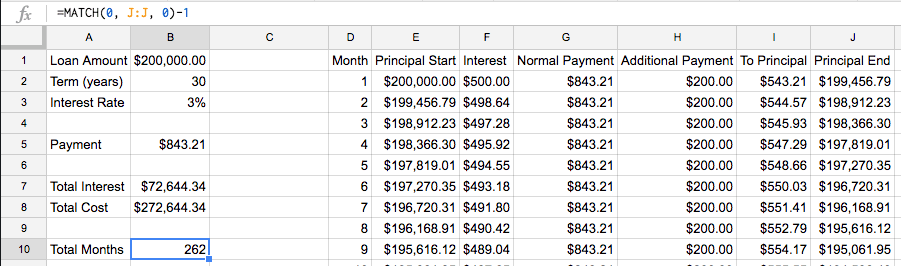 fx =MATCH(0, J:J, 0)-1
A B C D E F G H I J
1 Loan Amount $200,000.00 Month Principal Start Interest Normal Payment Additional Payment To Principal Principal End
2 Term (years) 30 1 $200,000.00 $500.00 $843.21 $200.00 $543.21 $199,456.79
3 Interest Rate 3% 2 $199,456.79 $498.64 $843.21 $200.00 $544.57 $198,912.23
4 3 $198,912.23 $497.28 $843.21 $200.00 $545.93 $198,366.30
5 Payment $843.21 4 $198,366.30 $495.92 $843.21 $200.00 $547.29 $197,819.01
6 5 $197,819.01 $494.55 $843.21 $200.00 $548.66 $197,270.35
7 Total Interest $72,644.34 6 $197,270.35 $493.18 $843.21 $200.00 $550.03 $196,720.31
8 Total Cost $272,644.34 7 $196,720.31 $491.80 $843.21 $200.00 $551.41 $196,168.91
9 8 $196,168.91 $490.42 $843.21 $200.00 $552.79 $195,616.12
10 Total Months 262 9 $195,616.12 $489.04 $843.21 $200.00 $554.17 $195,061.95